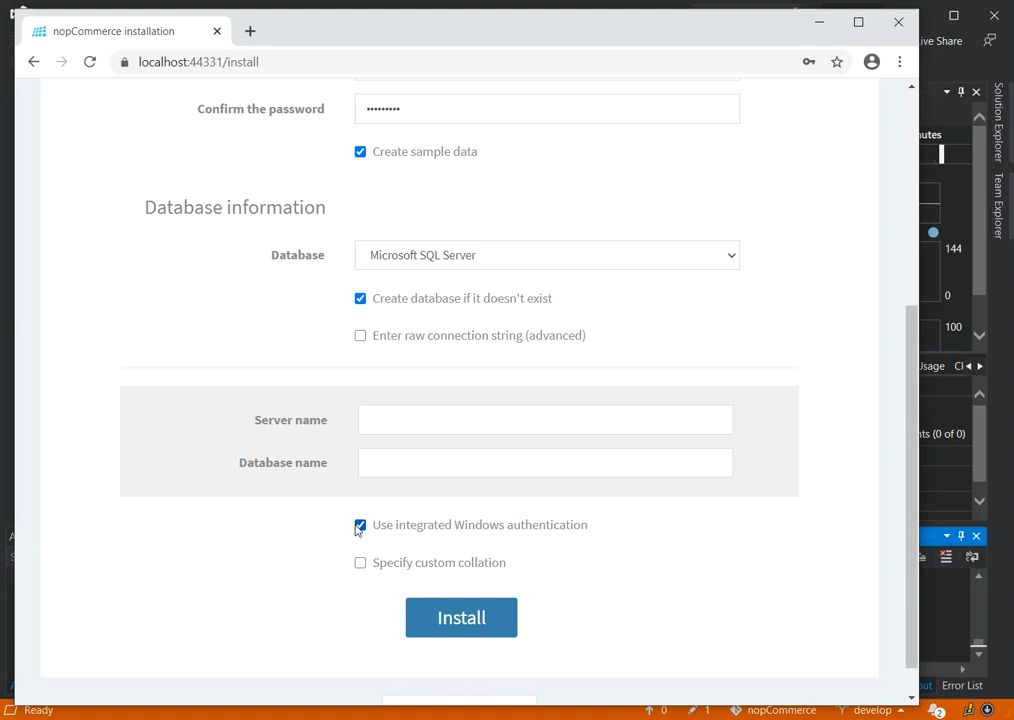 nopCommerce installation
ive Share
localhost:44331/install
Solution Explorer
Team Explorer
Confirm the password
•••••••••
nutes
Create sample data
Database information
Database
Microsoft SQL Server
144
Create database if it doesn't exist
0
Enter raw connection string (advanced)
100
Usage
Server name
nts (0 of 0)
Database name
Use integrated Windows authentication
Specify custom collation
Install
Error List
Ready
0
1
nopCommerce
develop
2